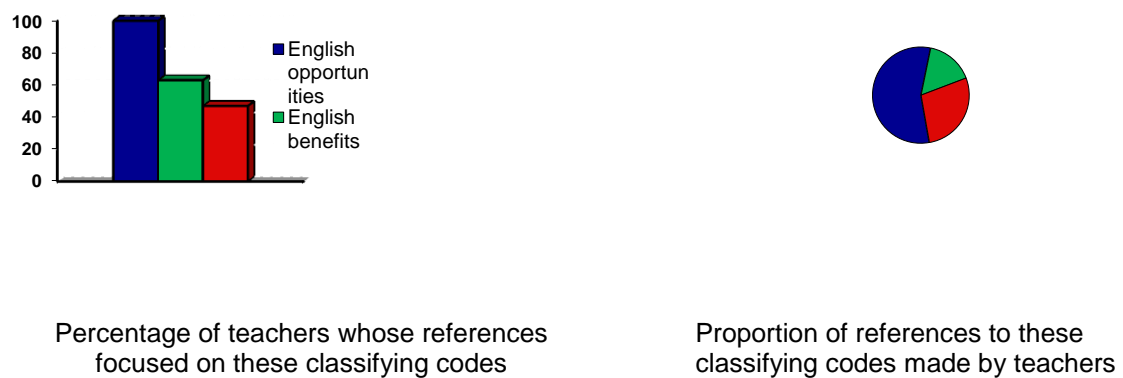 100
80
60
40
20
0
English
opportun
ities
English
benefits
Percentage of teachers whose references
focused on these classifying codes
Proportion of references to these
classifying codes made by teachers